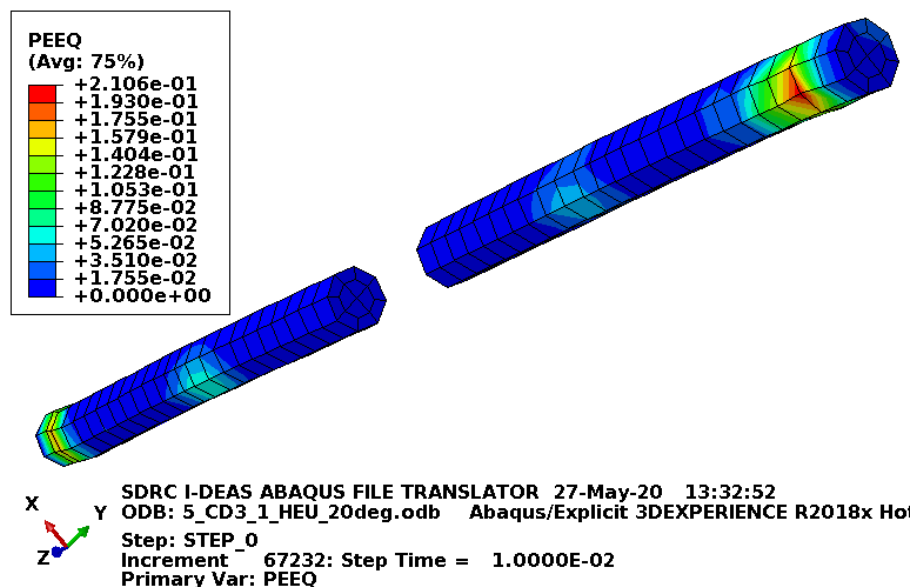 PEEQ
(Avg: 75%)
+2.106e-01
+1.930e-01
+1.755e-01
+1.579e-01
+1.404e-01
+1.228e-01
+1.053e-01
+8.775e-02
+7.020e-02
+5.265e-02
+3.510e-02
+1.755e-02
+0.000e+00
SDRC I-DEAS ABAQUS FILE TRANSLATOR 27-May-20 13:32:52
ODB: 5_CD3_1_HEU_20deg.odb Abaqus/Explicit 3DEXPERIENCE R2018x Hot
Step: STEP_0
Increment 67232: Step Time = 1.0000E-02
Primary Var: PEEQ
X
Y
Z